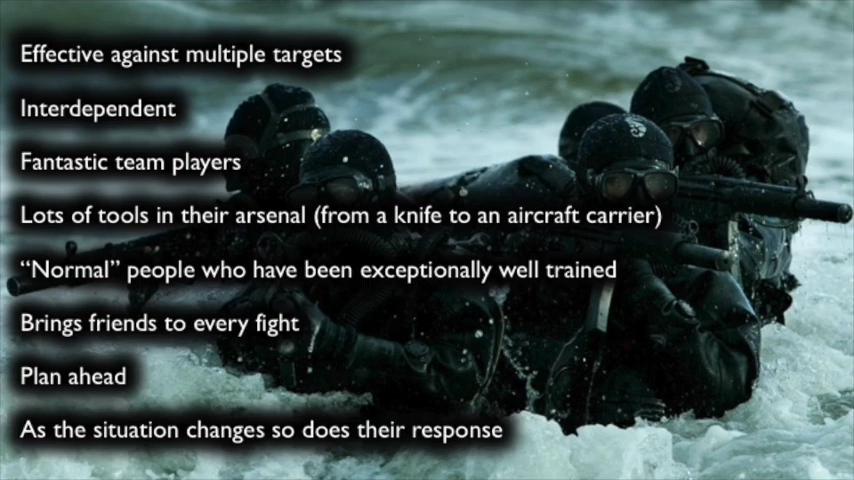 Effective against multiple targets
Interdependent
Fantastic team players
Lots of tools in their arsenal (from a knife to an aircraft carrier)
“Normal” people who have been exceptionally well trained
Brings friends to every fight
Plan ahead
As the situation changes so does their response